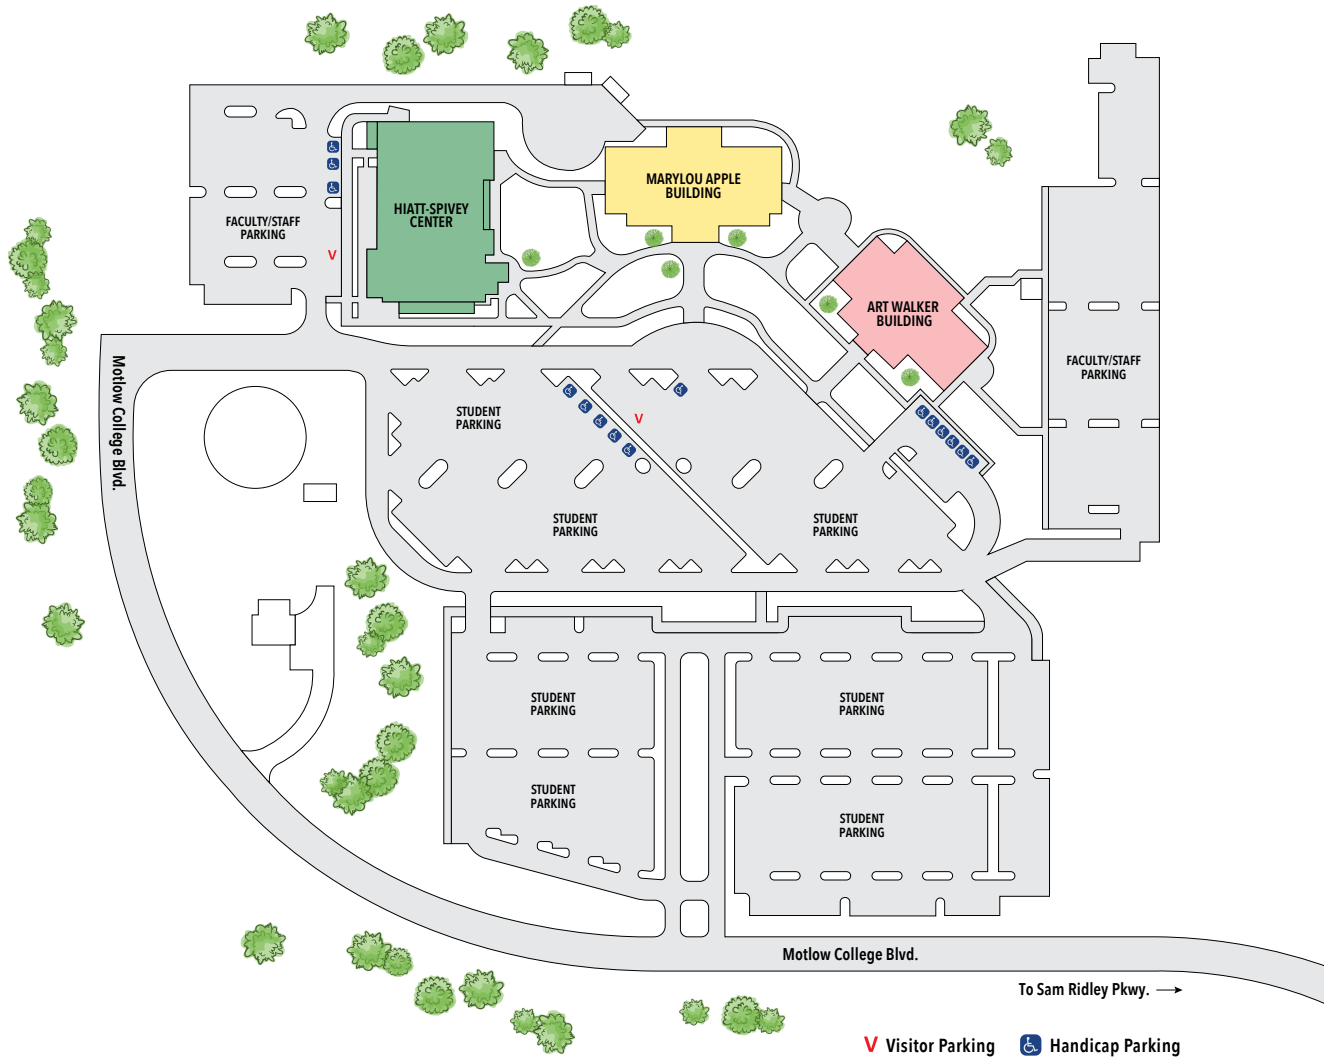 MARYLOU APPLE
BUILDING
HIATT-SPIVEY
CENTER
FACULTY/STAFF
PARKING
V
ART WALKER
BUILDING
FACULTY/STAFF
PARKING
Motlow College Blvd.
STUDENT
PARKING
V
STUDENT
PARKING
STUDENT
PARKING
STUDENT
PARKING
STUDENT
PARKING
STUDENT
PARKING
STUDENT
PARKING
Motlow College Blvd.
To Sam Ridley Pkwy.
V Visitor Parking
Handicap Parking